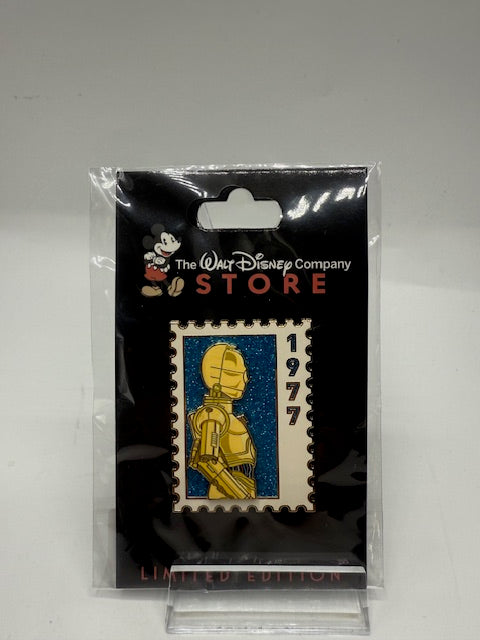 The WALT DISNEY Company
STORE
1977
LIMITED EDITION